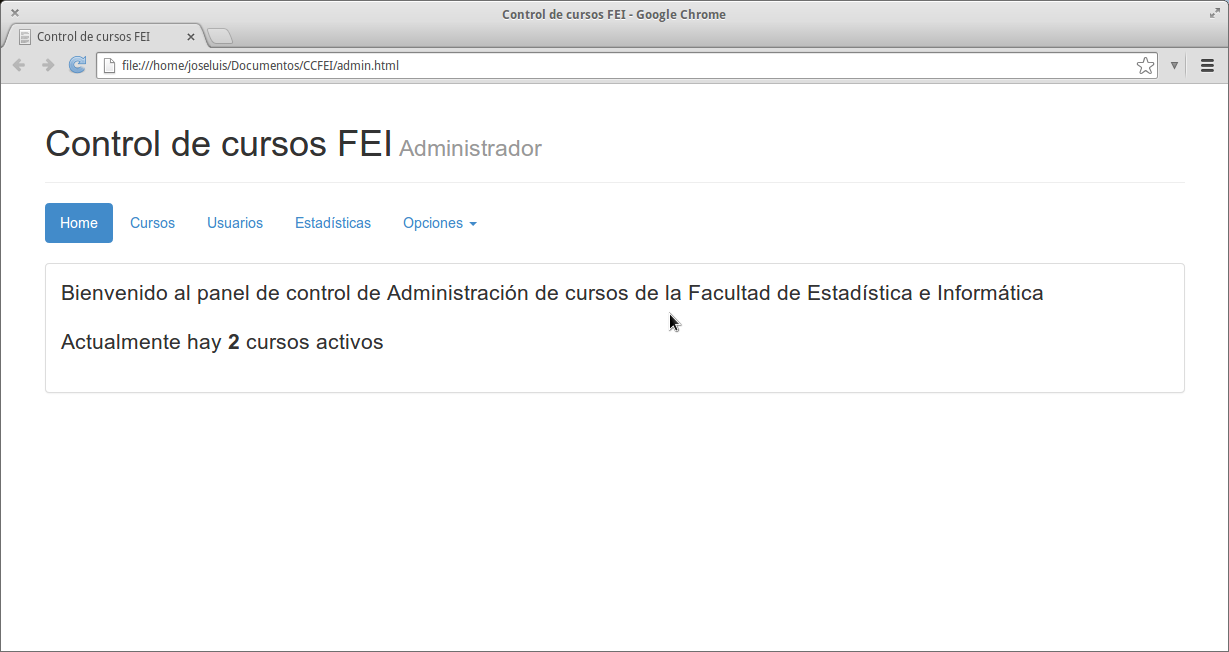 Control de cursos FEI - Google Chrome
Control de cursos FEI
file:///home/joseluis/Documentos/CCFEI/admin.html
Control de cursos FEI Administrador
Home Cursos Usuarios Estadísticas Opciones
Bienvenido al panel de control de Administración de cursos de la Facultad de Estadística e Informática
Actualmente hay 2 cursos activos